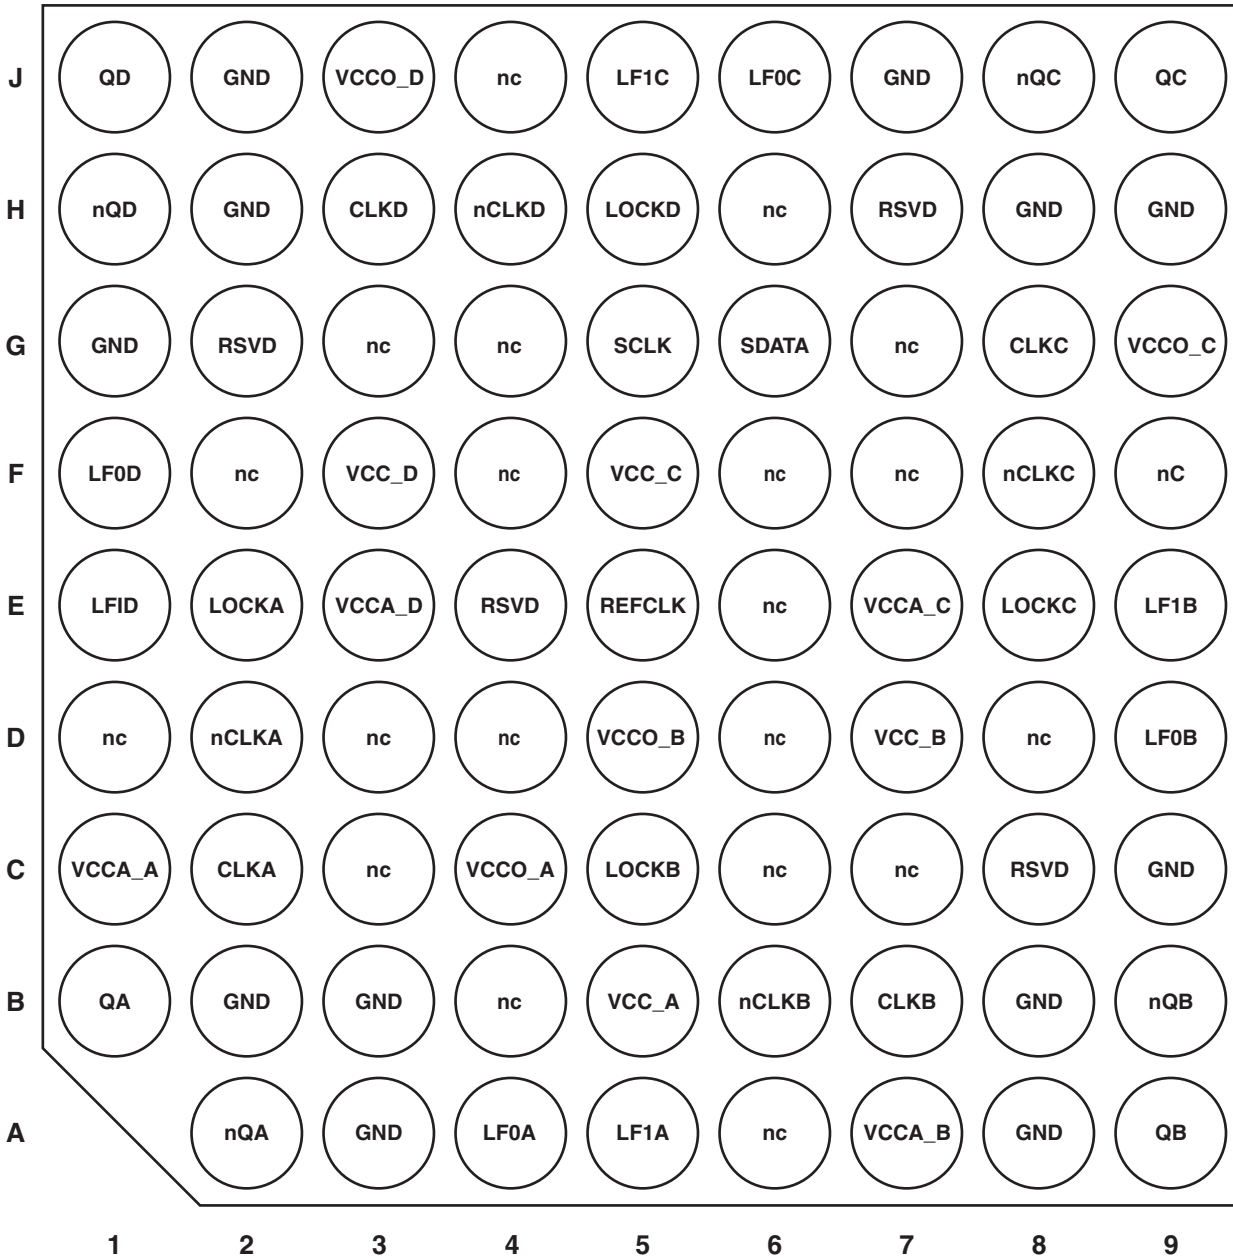 J QD GND VCCO_D nc LF1C LF0C GND nQC QC
H nQD GND CLKD nCLKD LOCKD nc RSVD GND GND
G GND RSVD nc nc SCLK SDATA nc CLKC VCCO_C
F LF0D nc VCC_D nc VCC_C nc nc nCLKC nC
E LFID LOCKA VCCA_D RSVD REFCLK nc VCCA_C LOCKC LF1B
D nc nCLKA nc nc VCCO_B nc VCC_B nc LF0B
C VCCA_A CLKA nc VCCO_A LOCKB nc nc RSVD GND
B QA GND GND nc VCC_A nCLKB CLKB GND nQB
A nQA GND LF0A LF1A nc VCCA_B GND QB
1 2 3 4 5 6 7 8 9